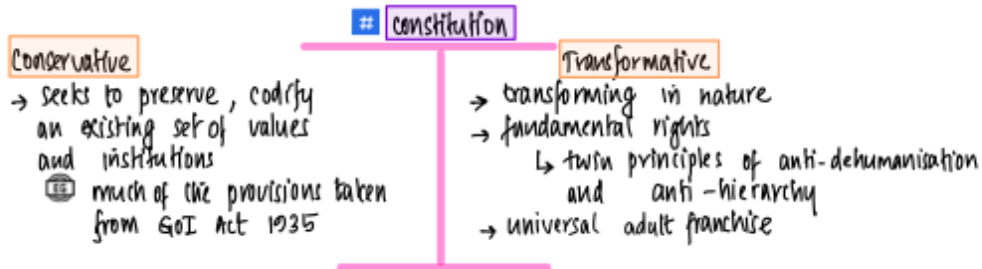 # constitution
Conservative
→ seeks to preserve, codify
an existing set of values
and institutions
EG much of the provisions taken
from GoI Act 1935
Transformative
→ transforming in nature
→ fundamental rights
↳ twin principles of anti-dehumanisation
and anti-hierarchy
→ universal adult franchise